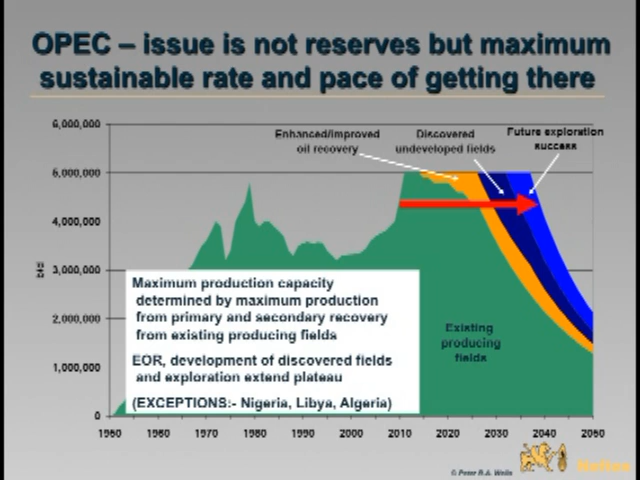 OPEC – issue is not reserves but maximum
sustainable rate and pace of getting there
6,000,000
5,000,000
4,000,000
3,000,000
2,000,000
1,000,000
0
b/d
Enhanced/improved
oil recovery
Discovered
undeveloped fields
Future exploration
success
Maximum production capacity
determined by maximum production
from primary and secondary recovery
from existing producing fields
EOR, development of discovered fields
and exploration extend plateau
(EXCEPTIONS:- Nigeria, Libya, Algeria)
Existing
producing
fields
1950 1960 1970 1980 1990 2000 2010 2020 2030 2040 2050
© Peter R.A. Wells